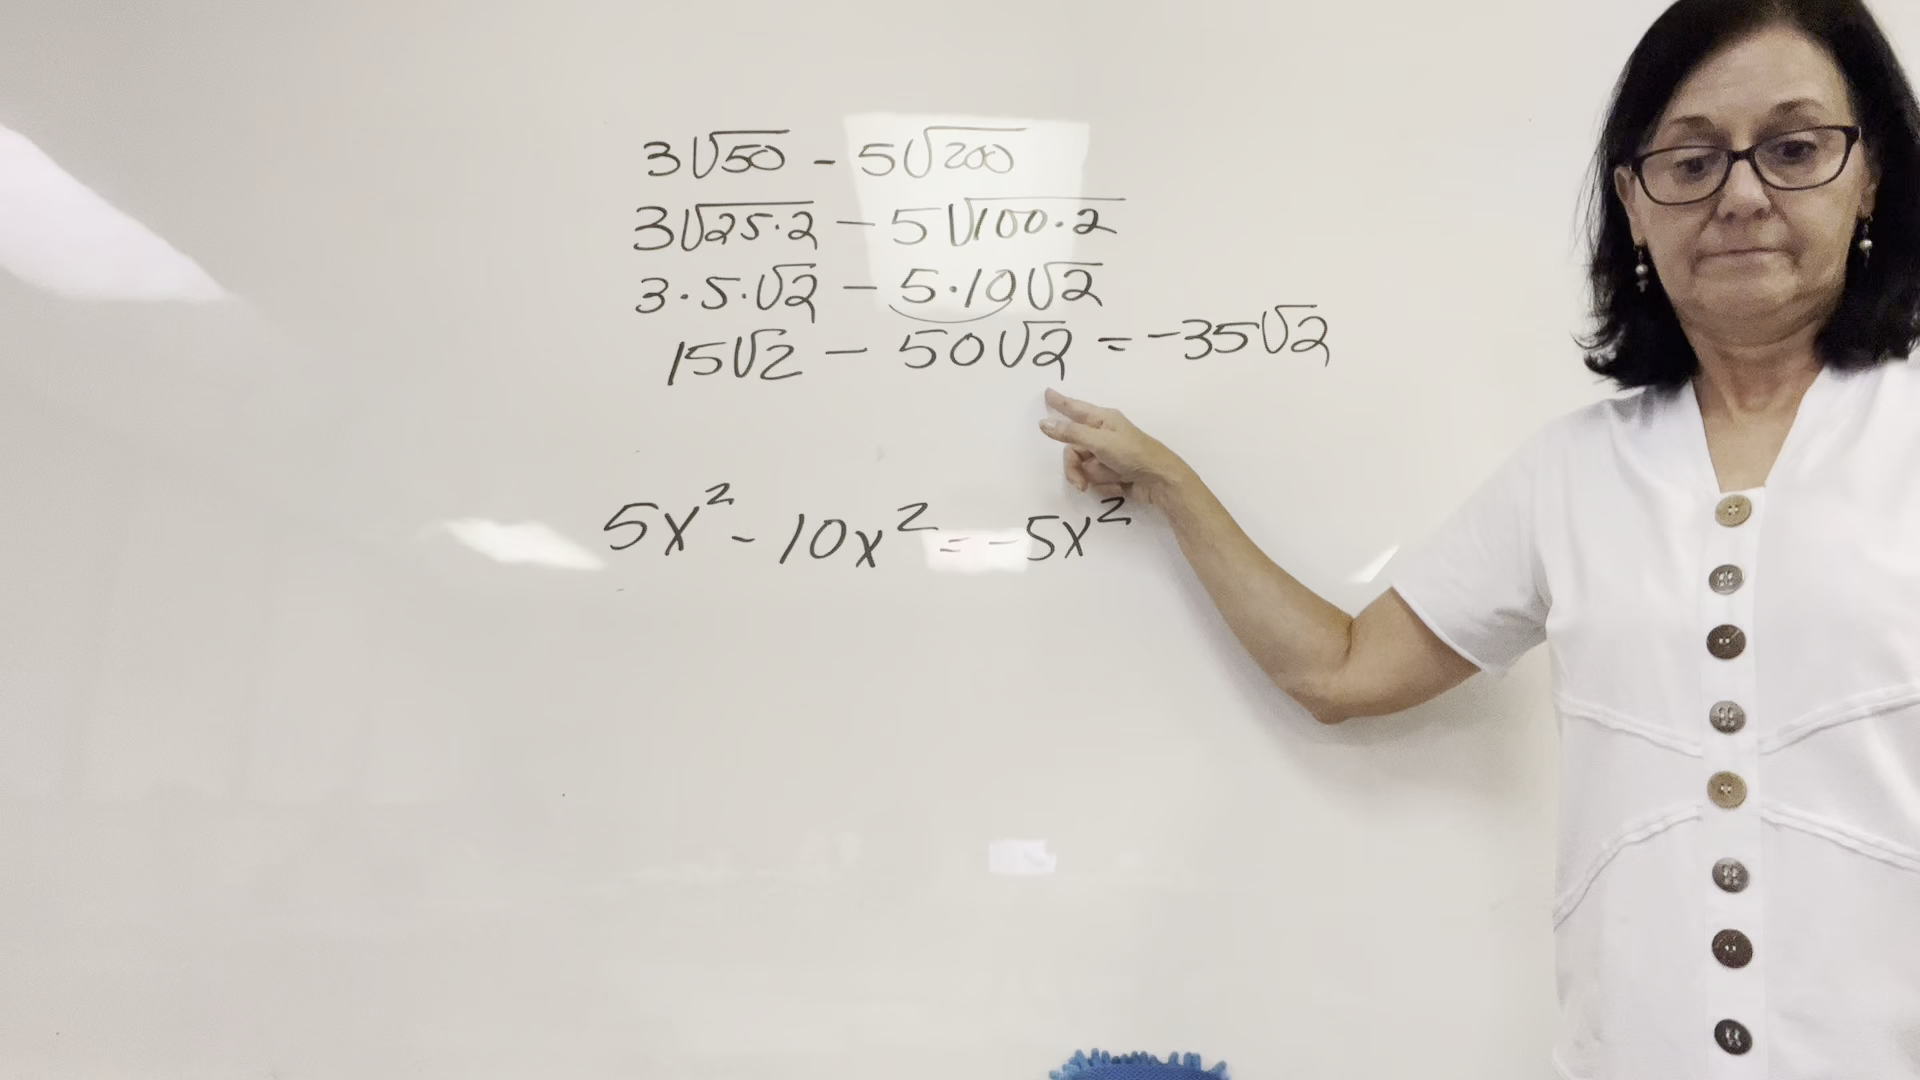 3√50 - 5√200
3√25·2 - 5√100·2
3·5·√2 - 5·10√2
15√2 - 50√2 = -35√2
5x² - 10x² = -5x²